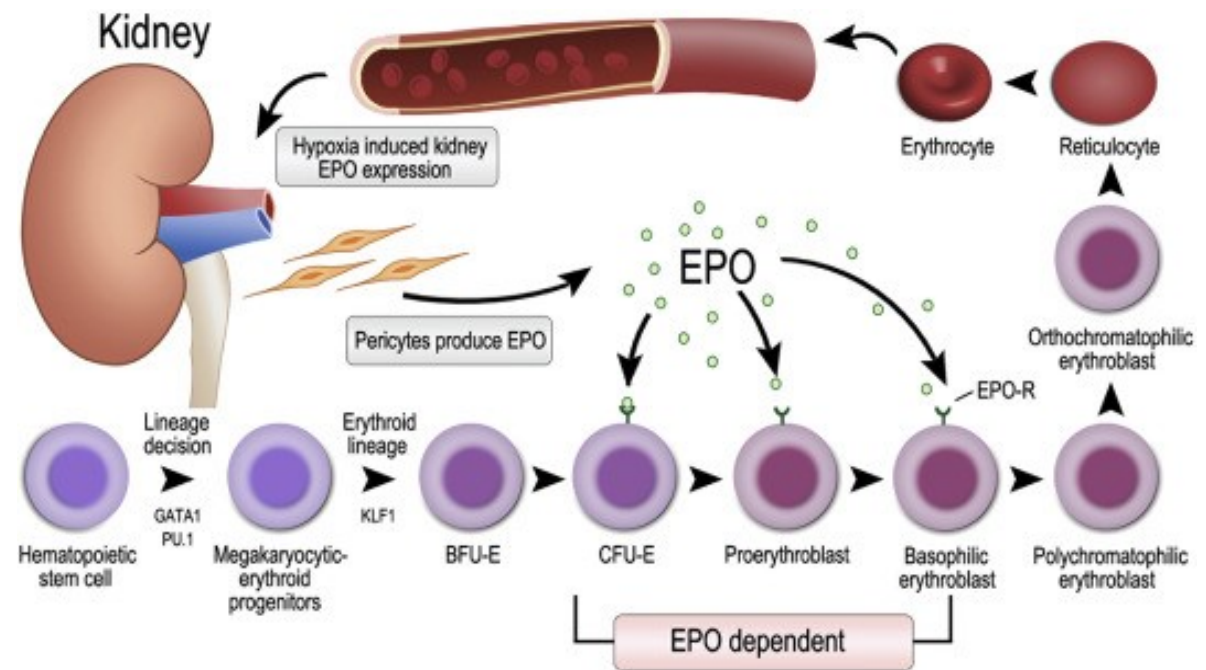 Kidney
Hypoxia induced kidney
EPO expression
Erythrocyte
Reticulocyte
EPO
Pericytes produce EPO
Orthochromatophilic
erythroblast
EPO-R
Lineage
decision
GATA1
PU.1
Erythroid
lineage
KLF1
Hematopoietic
stem cell
Megakaryocytic-
erythroid
progenitors
BFU-E
CFU-E
Proerythroblast
Basophilic
erythroblast
Polychromatophilic
erythroblast
EPO dependent